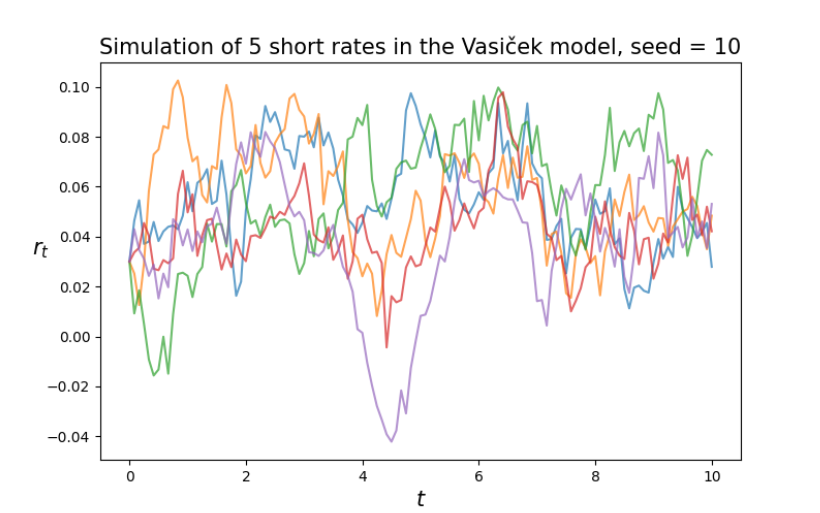 Simulation of 5 short rates in the Vasiček model, seed = 10
0.10
0.08
0.06
0.04
0.02
0.00
−0.02
−0.04
r_t
0 2 4 6 8 10
t